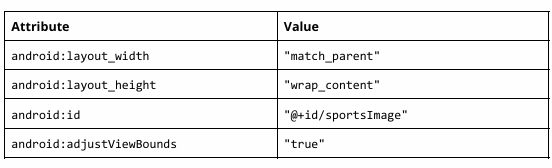 Attribute Value
android:layout_width "match_parent"
android:layout_height "wrap_content"
android:id "@+id/sportsImage"
android:adjustViewBounds "true"